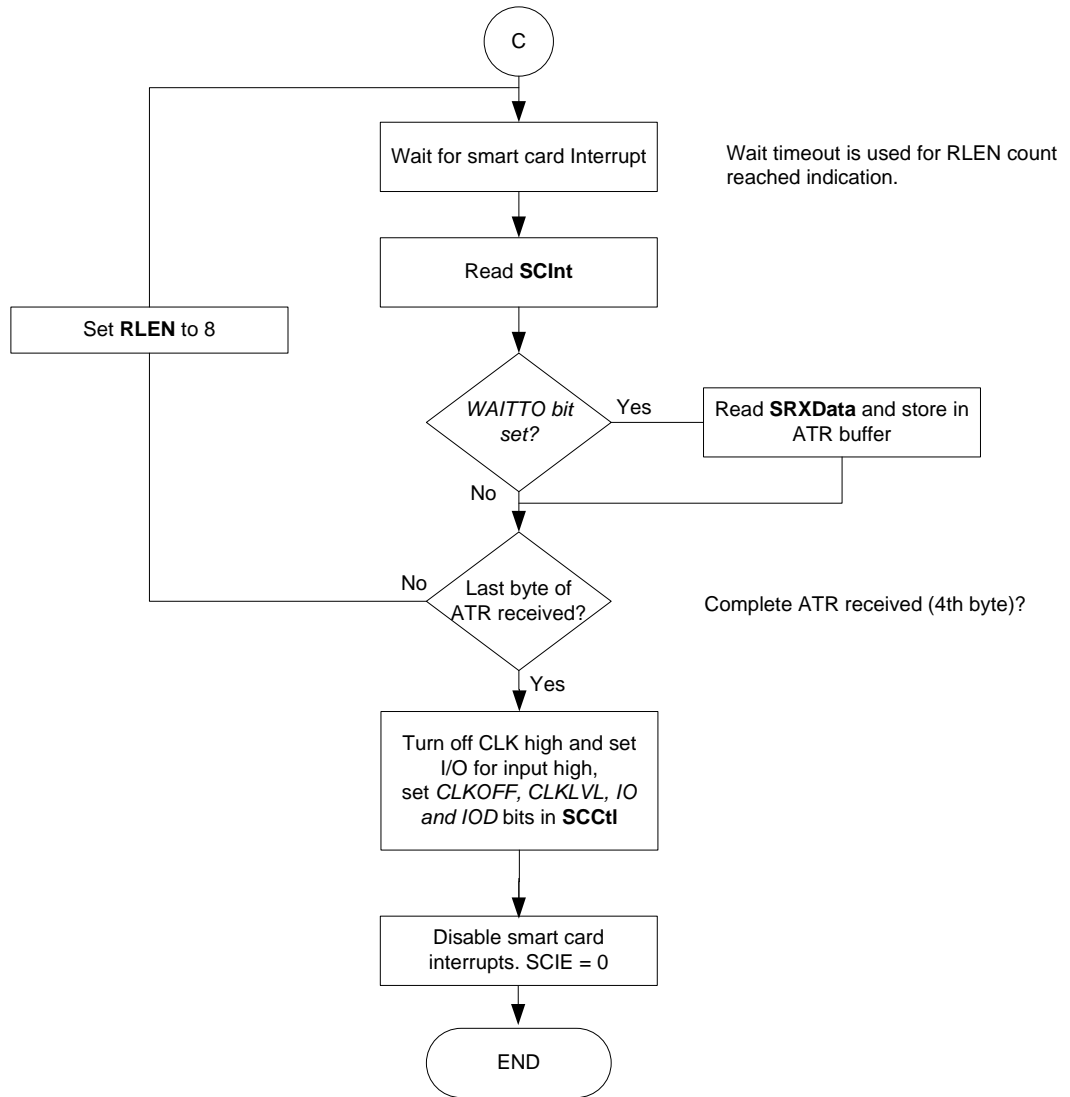 C
Wait for smart card Interrupt
Wait timeout is used for RLEN count
reached indication.
Read SCInt
Set RLEN to 8
WAITTO bit
set?
Yes
Read SRXData and store in
ATR buffer
No
No
Last byte of
ATR received?
Complete ATR received (4th byte)?
Yes
Turn off CLK high and set
I/O for input high,
set CLKOFF, CLKLVL, IO
and IOD bits in SCCtl
Disable smart card
interrupts. SCIE = 0
END